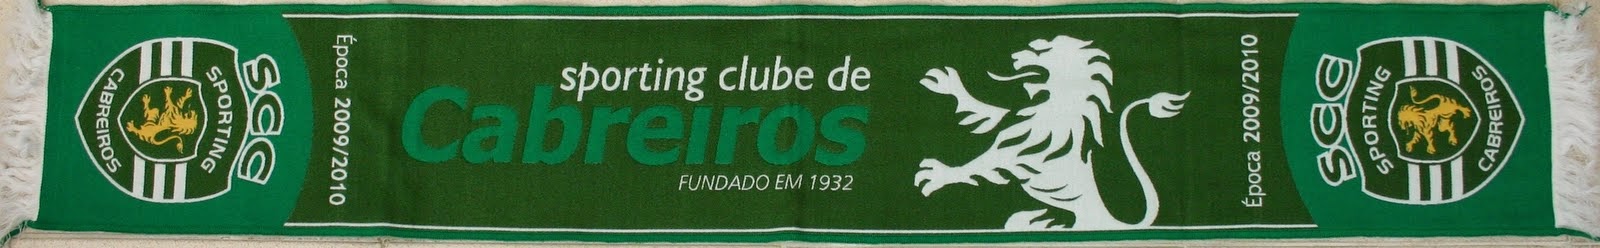 SCC
SPORTING
CABREIROS
Época 2009/2010
sporting clube de
Cabreiros
FUNDADO EM 1932
Época 2009/2010
SCC
SPORTING
CABREIROS